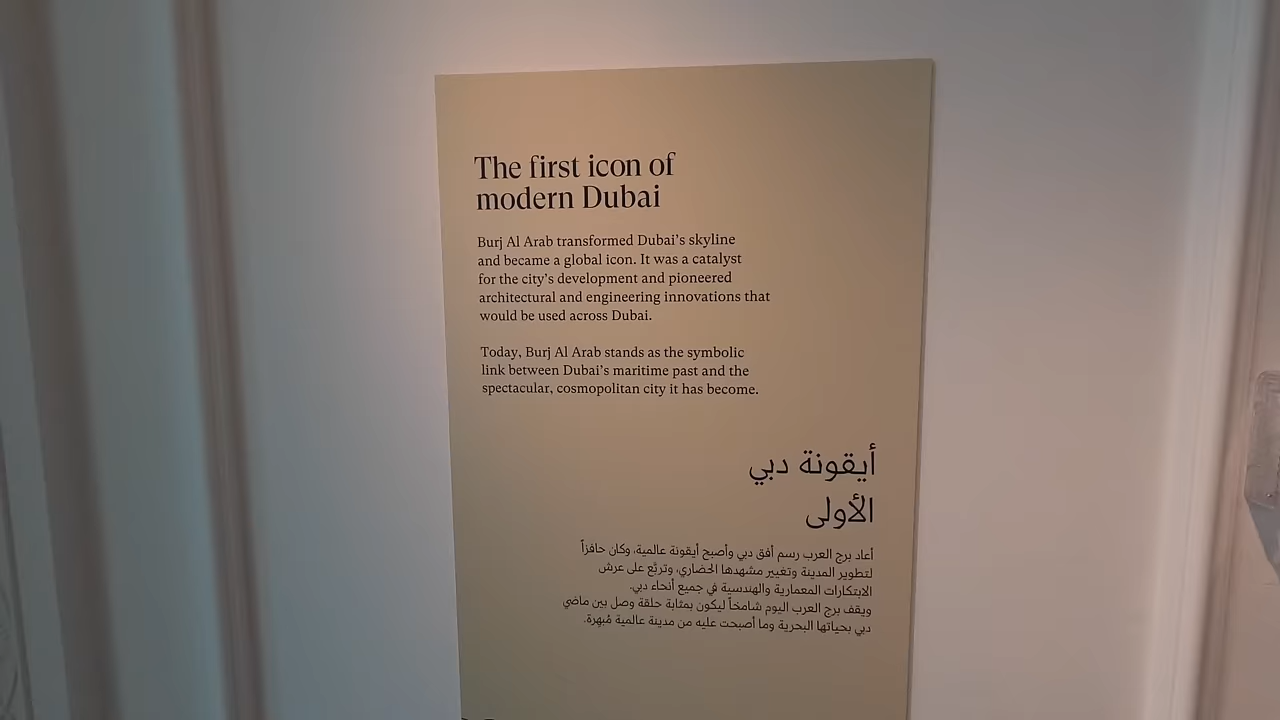 The first icon of
modern Dubai
Burj Al Arab transformed Dubai’s skyline
and became a global icon. It was a catalyst
for the city’s development and pioneered
architectural and engineering innovations that
would be used across Dubai.
Today, Burj Al Arab stands as the symbolic
link between Dubai’s maritime past and the
spectacular, cosmopolitan city it has become.
أيقونة دبي
الأولى
أعاد برج العرب رسم أفق دبي وأصبح أيقونة عالمية، وكان حافزاً
لتطوير المدينة وتغيير مشهدها الحضاري، وتربّع على عرش
الابتكارات المعمارية والهندسية في جميع أنحاء دبي.
ويقف برج العرب اليوم شامخاً ليكون بمثابة حلقة وصل بين ماضي
دبي بحياتها البحرية وما أصبحت عليه من مدينة عالمية مُبهرة.